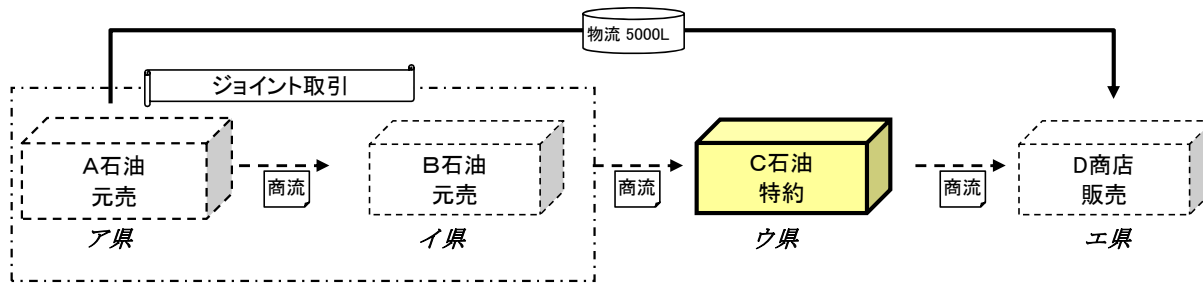 物流 5000L
ジョイント取引
A石油
元売
商流
B石油
元売
商流
C石油
特約
商流
D商店
販売
ア県
イ県
ウ県
エ県